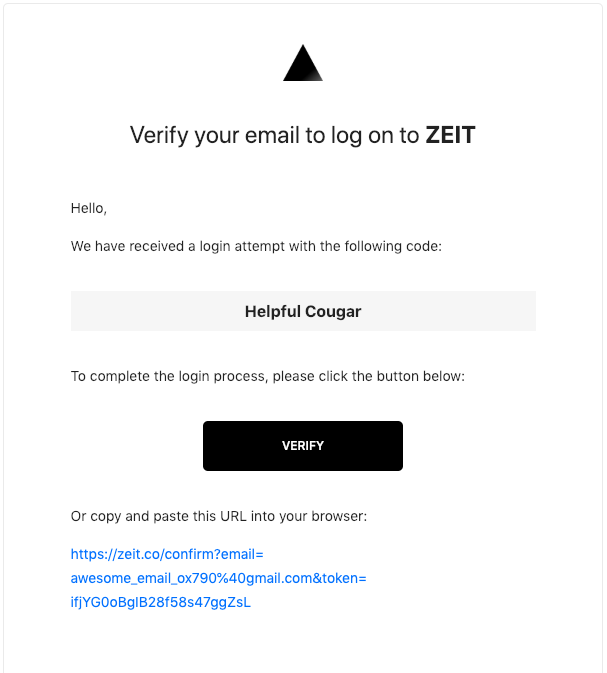 Verify your email to log on to ZEIT
Hello,
We have received a login attempt with the following code:
Helpful Cougar
To complete the login process, please click the button below:
VERIFY
Or copy and paste this URL into your browser:
https://zeit.co/confirm?email=
awesome_email_ox790%40gmail.com&token=
ifjYG0oBglB28f58s47ggZsL